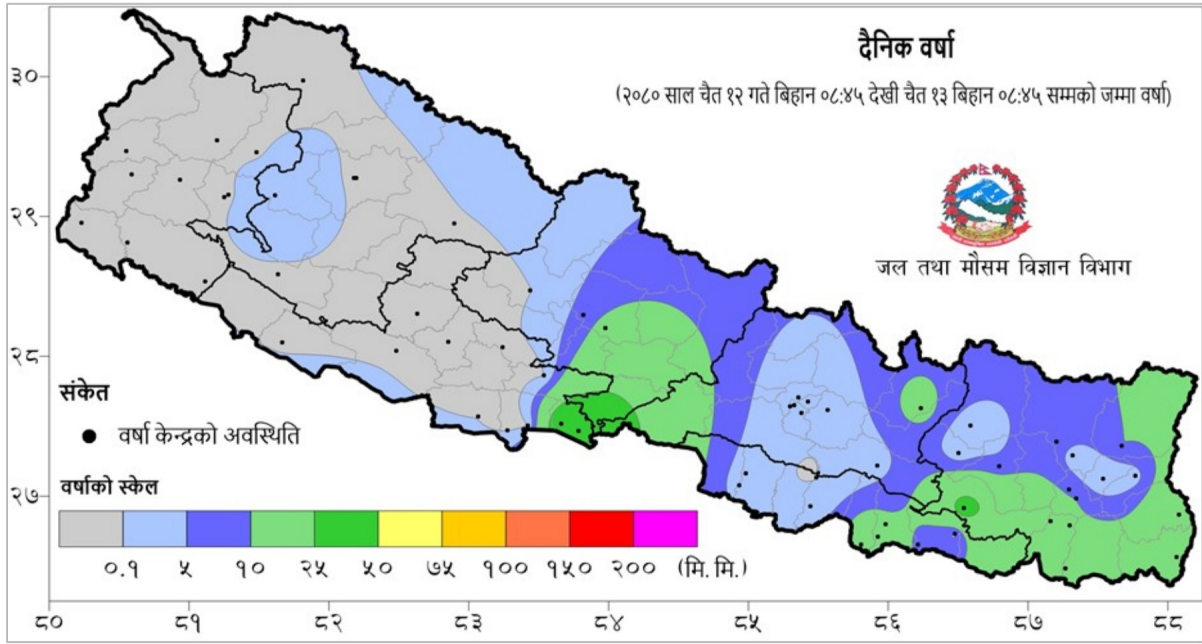 दैनिक वर्षा
(२०८० साल चैत १२ गते बिहान ०८:४५ देखी चैत १३ बिहान ०८:४५ सम्मको जम्मा वर्षा)
जल तथा मौसम विज्ञान विभाग
३०
२९
२८
२७
संकेत
वर्षा केन्द्रको अवस्थिति
वर्षाको स्केल
०.१ ५ १० २५ ५० ७५ १०० १५० २०० (मि. मि.)
८० ८१ ८२ ८३ ८४ ८५ ८६ ८७ ८८